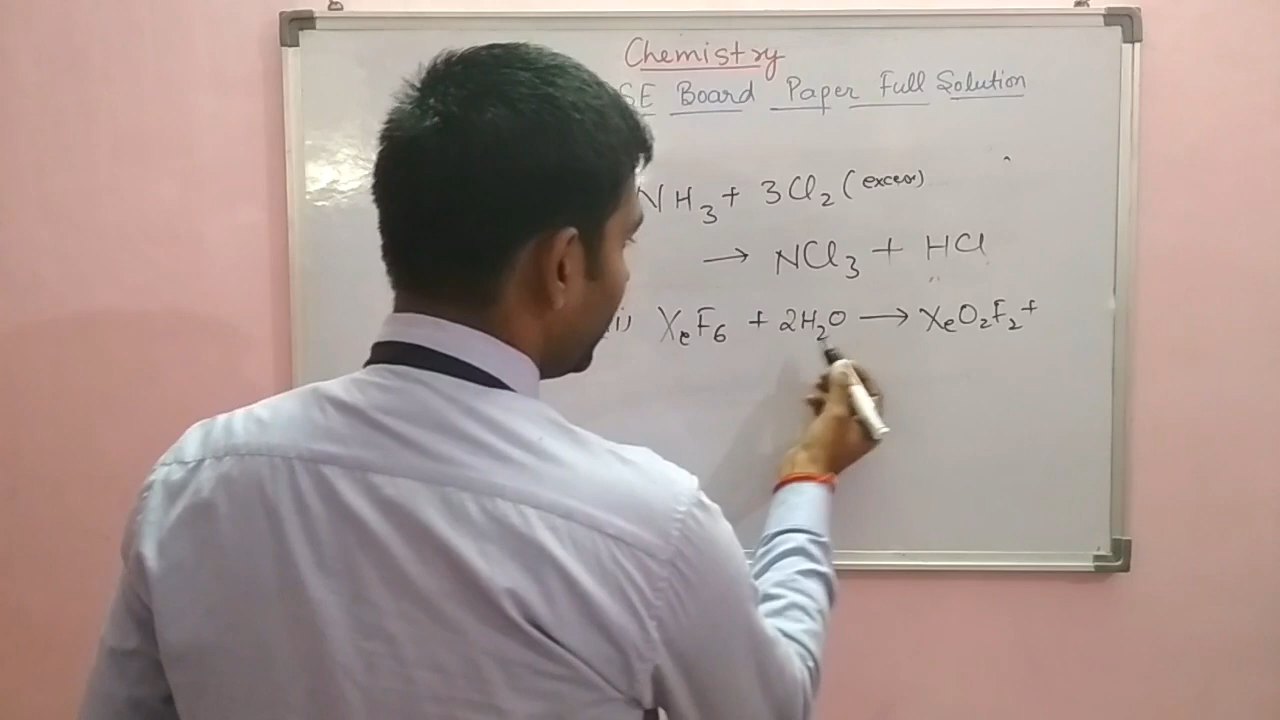 Chemistry
SE Board Paper Full Solution
NH3 + 3Cl2 (excess)
→ NCl3 + HCl
i) XeF6 + 2H2O → XeO2F2 +